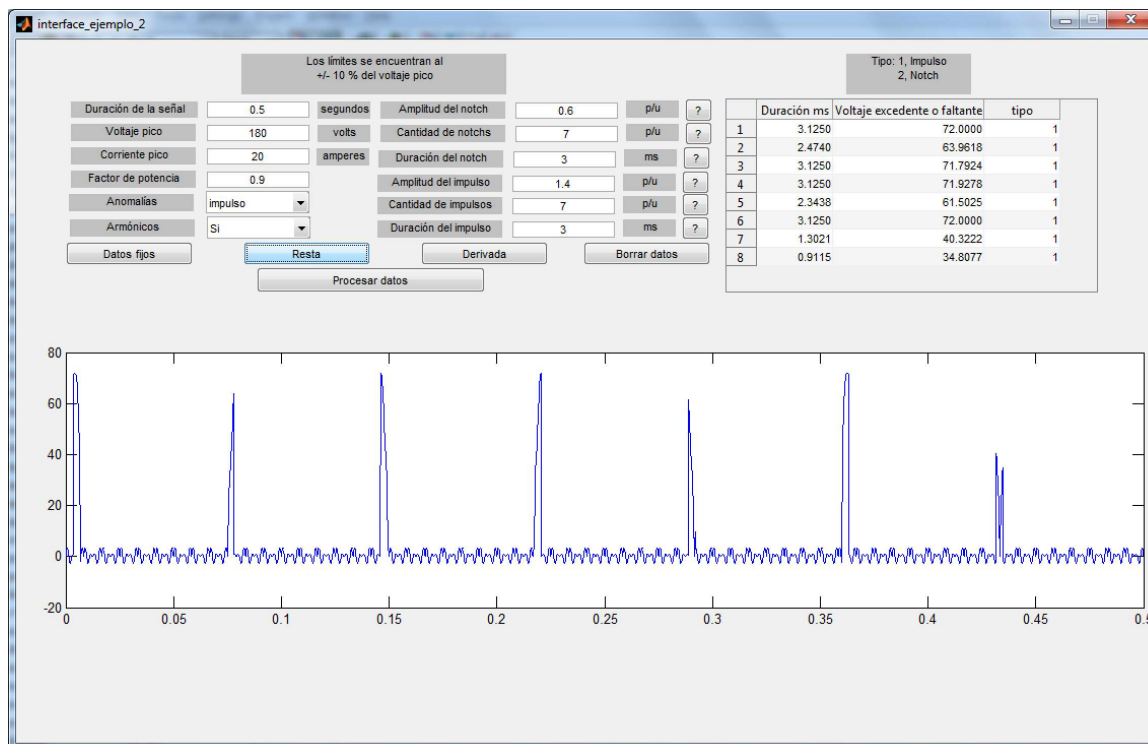 interface_ejemplo_2
Los límites se encuentran al
+/- 10 % del voltaje pico
Tipo: 1, Impulso
2, Notch
Duración de la señal 0.5 segundos Amplitud del notch 0.6 p/u ?
Voltaje pico 180 volts Cantidad de notchs 7 p/u ?
Corriente pico 20 amperes Duración del notch 3 ms ?
Factor de potencia 0.9 Amplitud del impulso 1.4 p/u ?
Anomalías impulso Cantidad de impulsos 7 p/u ?
Armónicos Si Duración del impulso 3 ms ?
Datos fijos Resta Derivada Borrar datos
Procesar datos
Duración ms Voltaje excedente o faltante tipo
1 3.1250 72.0000 1
2 2.4740 63.9618 1
3 3.1250 71.7924 1
4 3.1250 71.9278 1
5 2.3438 61.5025 1
6 3.1250 72.0000 1
7 1.3021 40.3222 1
8 0.9115 34.8077 1
80
60
40
20
0
-20
0 0.05 0.1 0.15 0.2 0.25 0.3 0.35 0.4 0.45